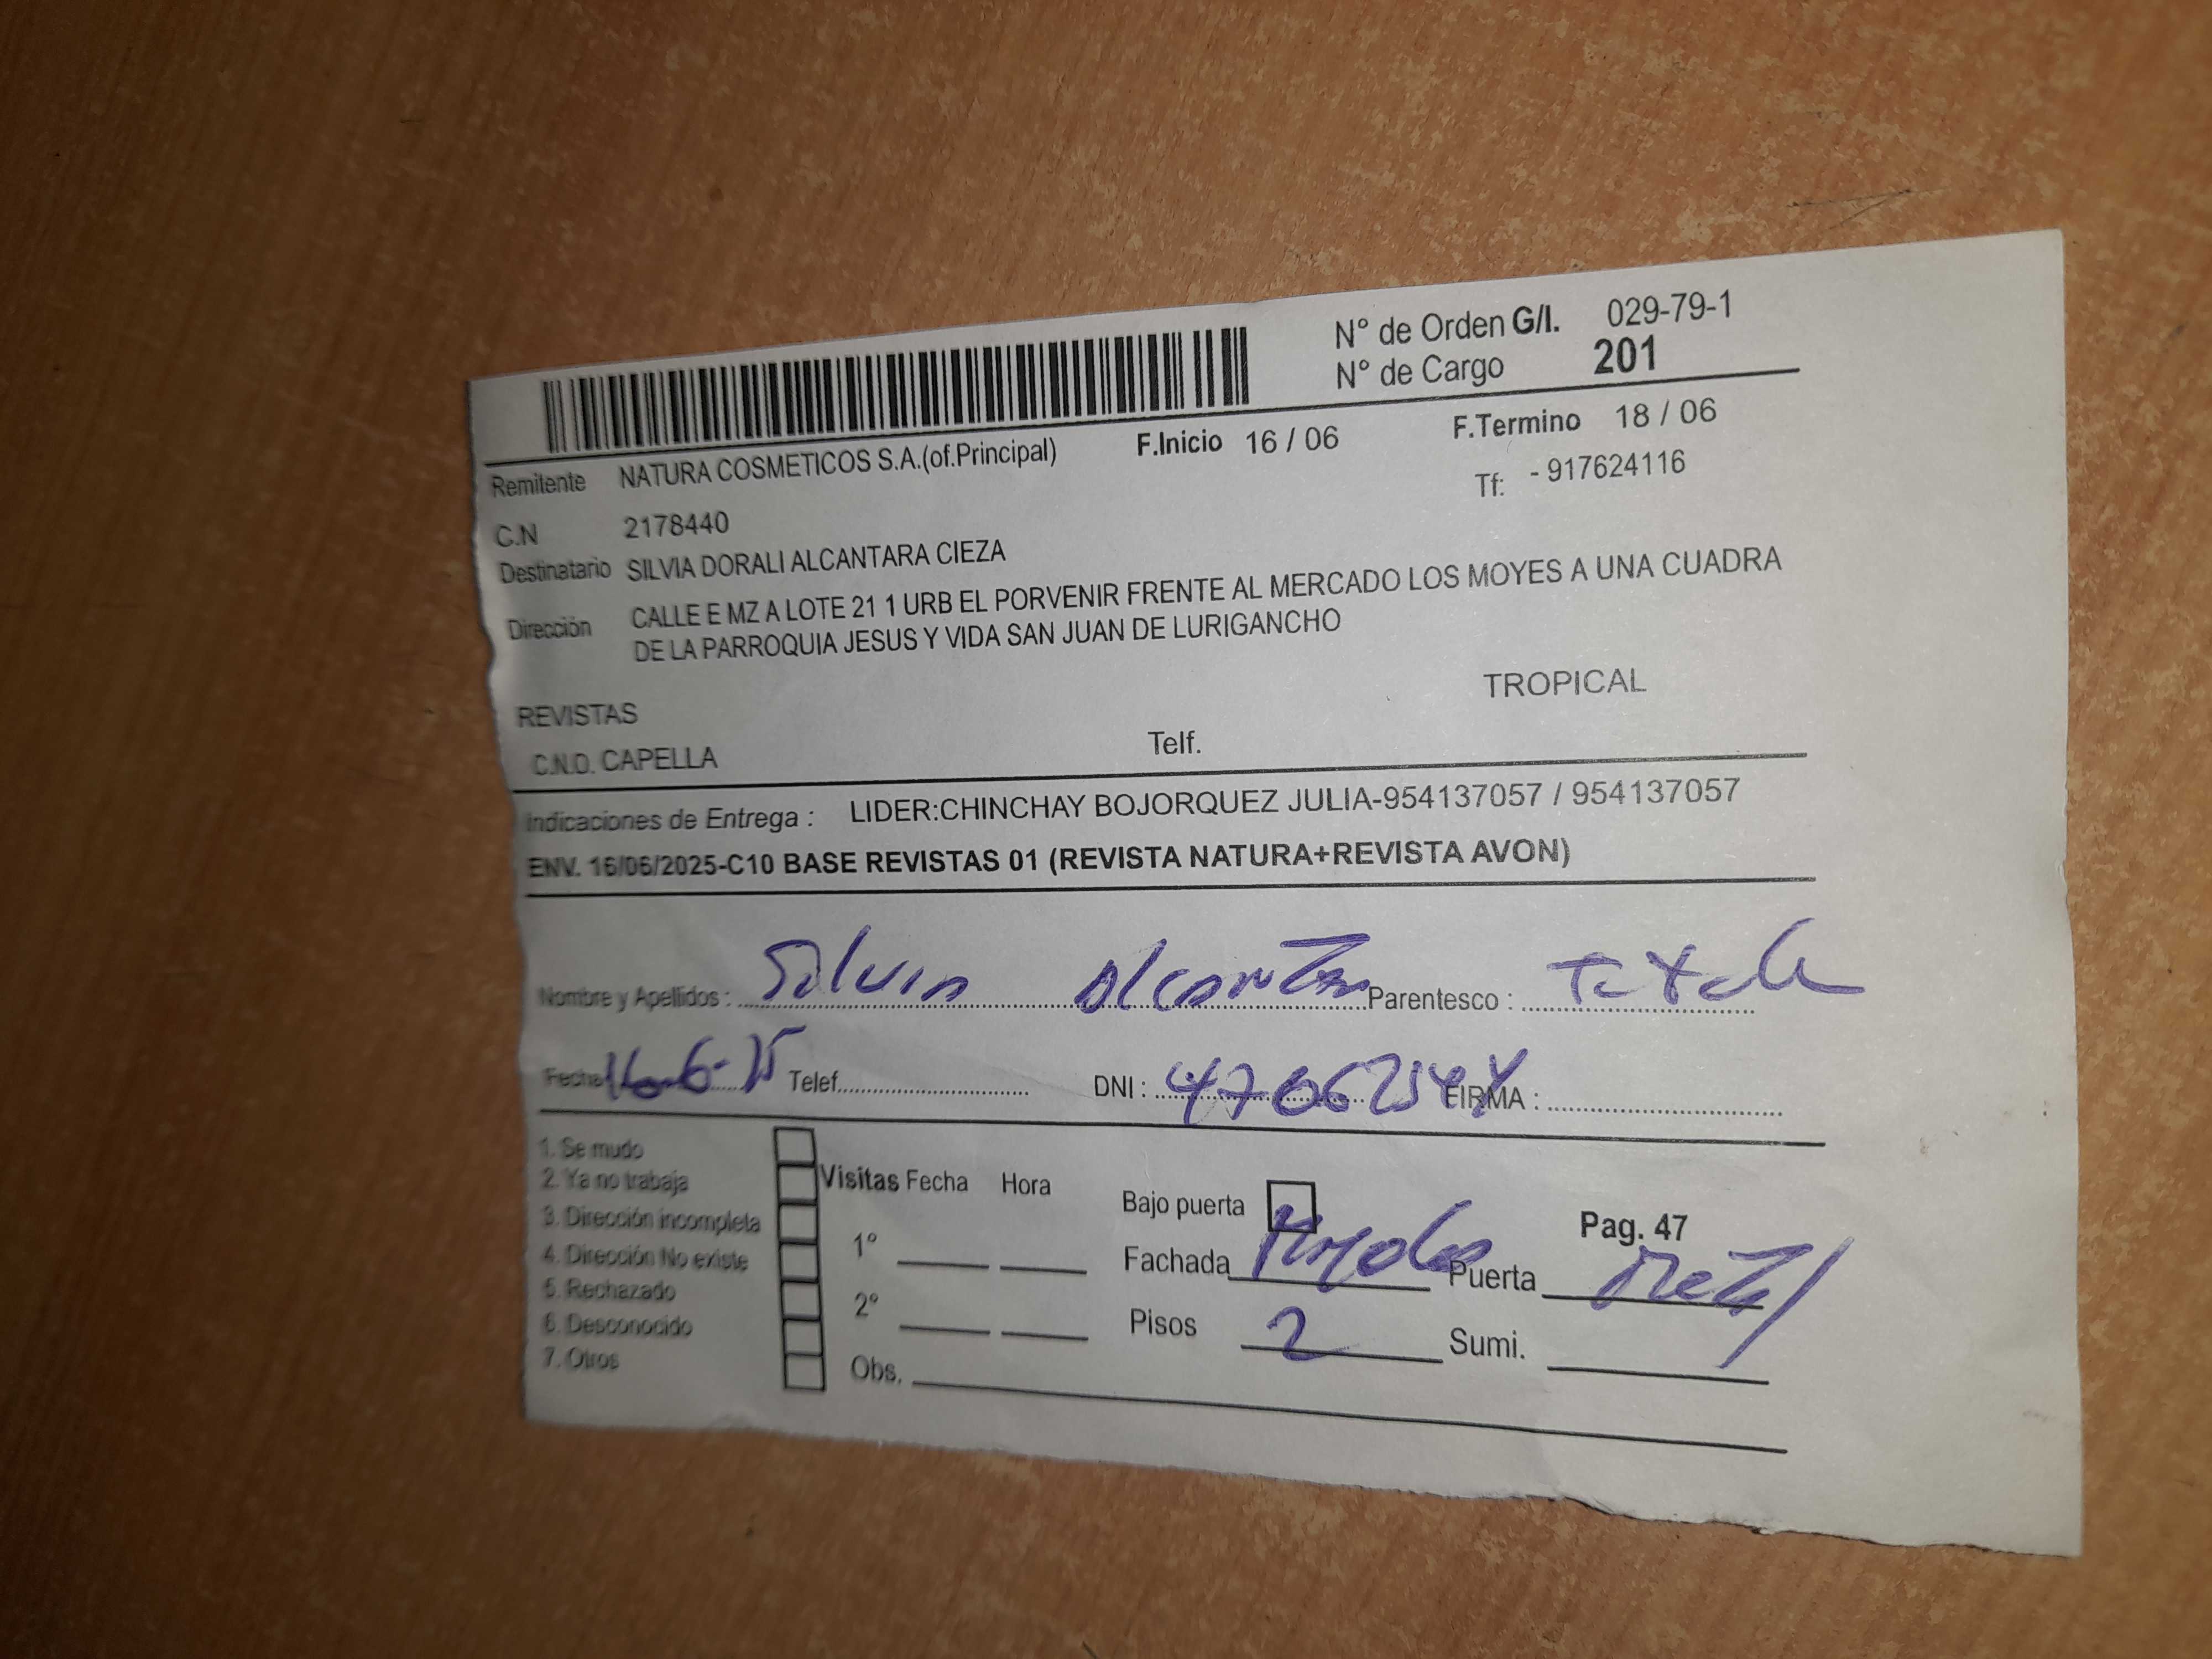 N° de Orden G/I. 029-79-1
N° de Cargo 201
F.Inicio 16 / 06 F.Termino 18 / 06
Remitente NATURA COSMETICOS S.A.(of.Principal) Tf: - 917624116
C.N 2178440
Destinatario SILVIA DORALI ALCANTARA CIEZA
Dirección CALLE E MZ A LOTE 21 1 URB EL PORVENIR FRENTE AL MERCADO LOS MOYES A UNA CUADRA
DE LA PARROQUIA JESUS Y VIDA SAN JUAN DE LURIGANCHO
TROPICAL
REVISTAS
C.N.O. CAPELLA Telf.
Indicaciones de Entrega : LIDER:CHINCHAY BOJORQUEZ JULIA-954137057 / 954137057
ENV. 16/06/2025-C10 BASE REVISTAS 01 (REVISTA NATURA+REVISTA AVON)
Nombre y Apellidos : Silvia Alcantara Parentesco :
Fecha 16-6-25 Telef. DNI : FIRMA :
1. Se mudo
2. Ya no trabaja
3. Dirección incompleta
4. Dirección No existe
5. Rechazado
6. Desconocido
7. Otros
Visitas Fecha Hora
1°
2°
Obs.
Bajo puerta Pag. 47
Fachada Puerta Metal
Pisos 2 Sumi.